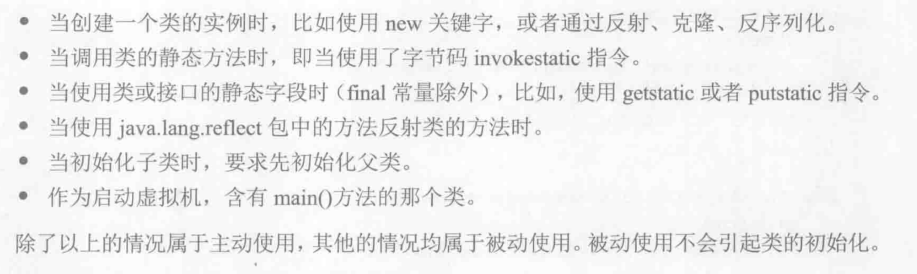 • 当创建一个类的实例时，比如使用 new 关键字，或者通过反射、克隆、反序列化。
• 当调用类的静态方法时，即当使用了字节码 invokestatic 指令。
• 当使用类或接口的静态字段时（final 常量除外），比如，使用 getstatic 或者 putstatic 指令。
• 当使用 java.lang.reflect 包中的方法反射类的方法时。
• 当初始化子类时，要求先初始化父类。
• 作为启动虚拟机，含有 main()方法的那个类。
除了以上的情况属于主动使用，其他的情况均属于被动使用。被动使用不会引起类的初始化。